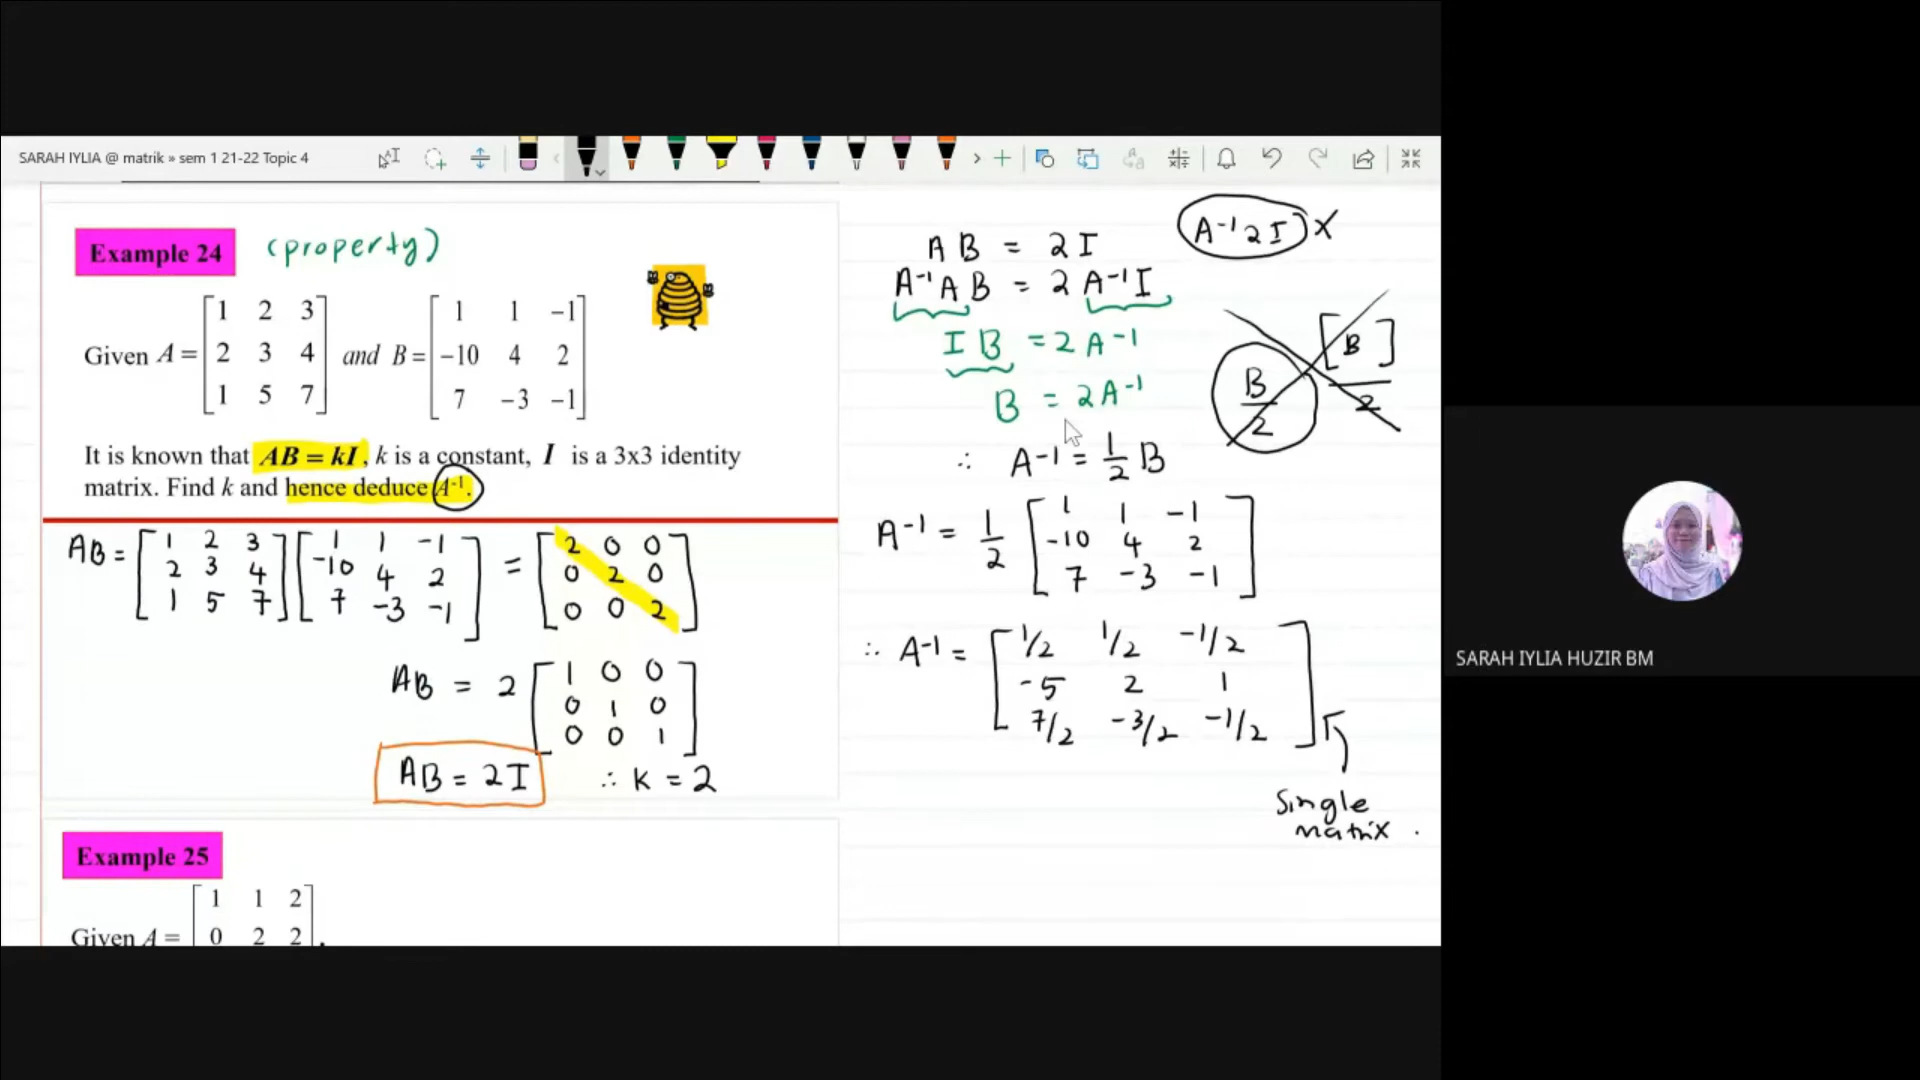 SARAH IYLIA @ matrik » sem 1 21-22 Topic 4
Example 24 (property)
Given A = [1 2 3; 2 3 4; 1 5 7] and B = [1 1 −1; −10 4 2; 7 −3 −1]
It is known that AB = kI, k is a constant, I is a 3x3 identity
matrix. Find k and hence deduce A⁻¹.
AB = [1 2 3; 2 3 4; 1 5 7] [1 1 -1; -10 4 2; 7 -3 -1] = [2 0 0; 0 2 0; 0 0 2]
AB = 2 [1 0 0; 0 1 0; 0 0 1]
AB = 2I ∴ K = 2
Example 25
Given A = [1 1 2; 0 2 2
A⁻¹2I X
AB = 2I
A⁻¹AB = 2A⁻¹I
IB = 2A⁻¹
B = 2A⁻¹
B/2 [B]/2
∴ A⁻¹ = 1/2 B
A⁻¹ = 1/2 [1 1 -1; -10 4 2; 7 -3 -1]
∴ A⁻¹ = [1/2 1/2 -1/2; -5 2 1; 7/2 -3/2 -1/2]
Single
matrix.
SARAH IYLIA HUZIR BM